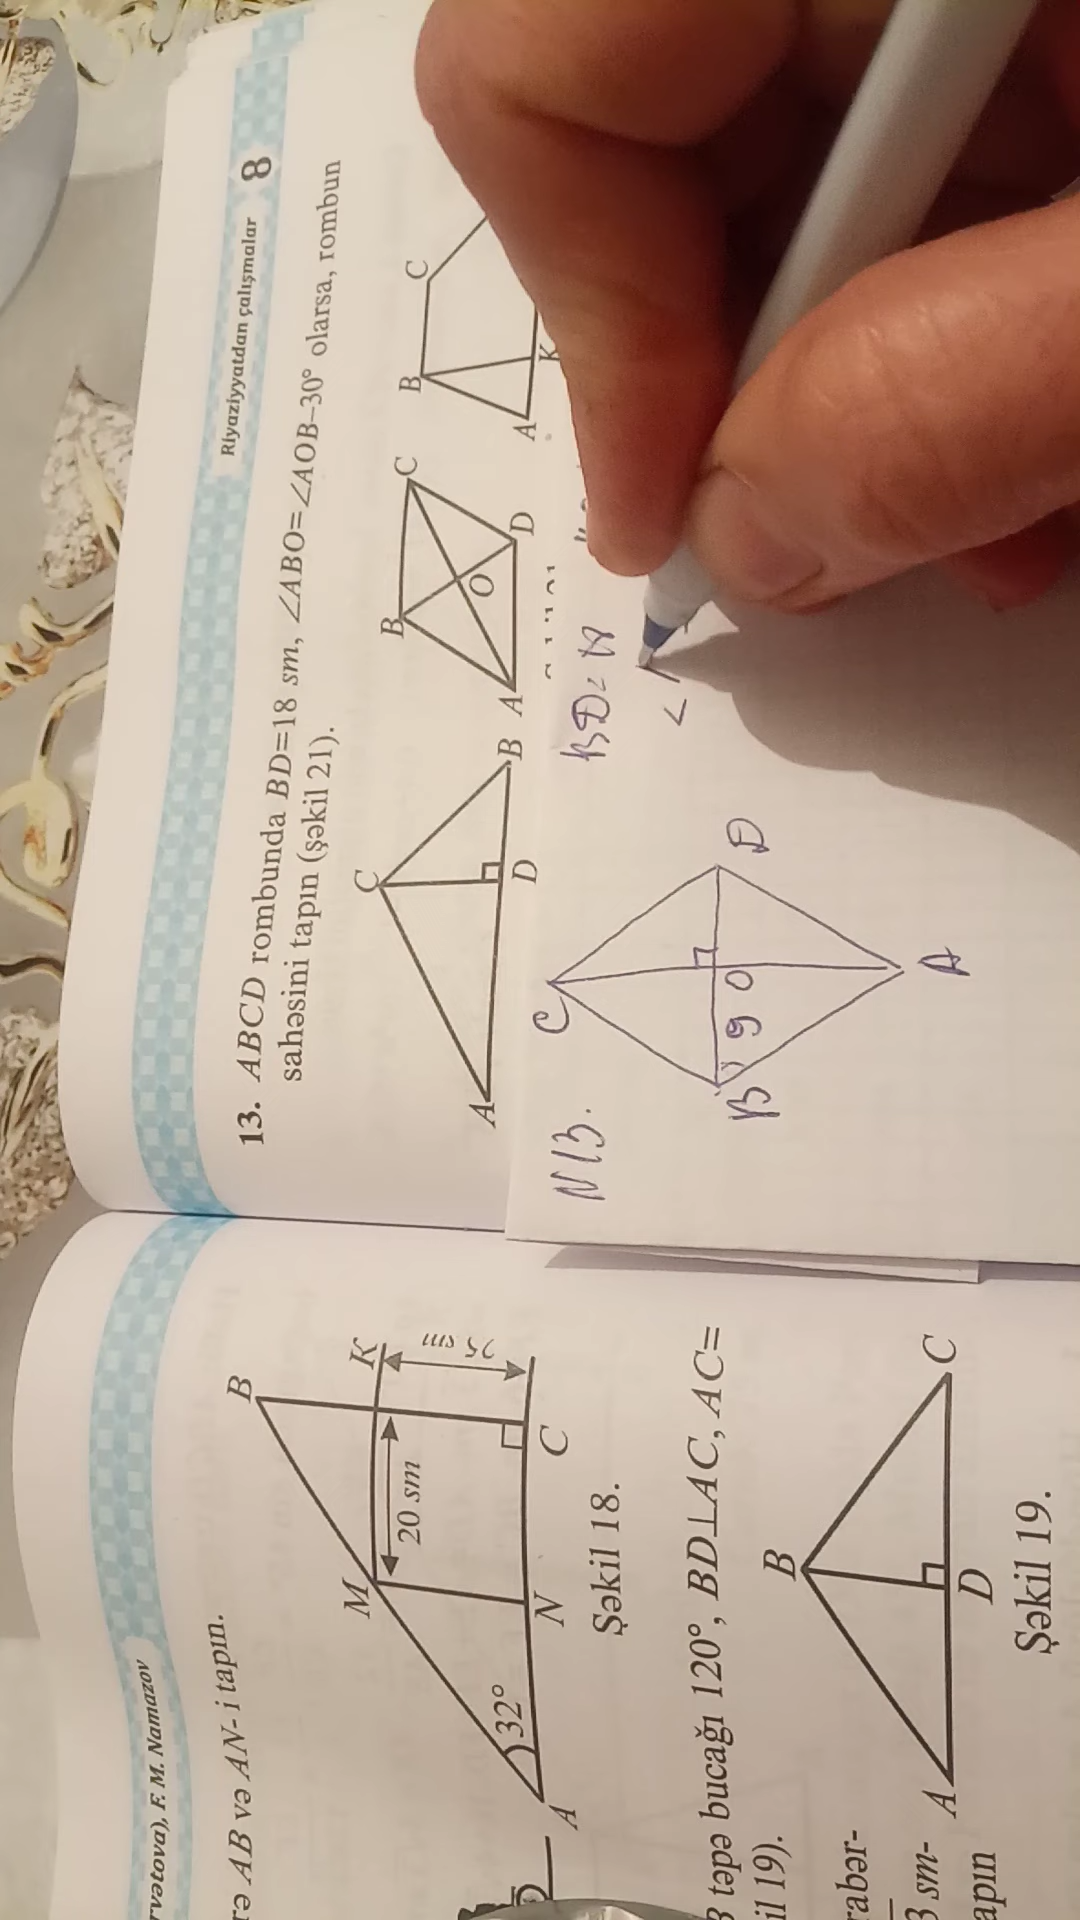 rvətova), F. M. Namazov
rə AB və AN- i tapın.
B
M
K
20 sm
25 sm
32°
A
N
C
Şəkil 18.
B təpə bucağı 120°, BD⊥AC, AC=
il 19).
B
A
D
C
Şəkil 19.
rabər-
3 sm-
apın
Riyaziyyatdan çalışmalar 8
13. ABCD rombunda BD=18 sm, ∠ABO=∠AOB–30° olarsa, rombun
sahəsini tapın (şəkil 21).
C
A
D
B
B
C
O
A
D
B
C
A
K
N13.
C
B
9
O
D
A
BD=18
∠